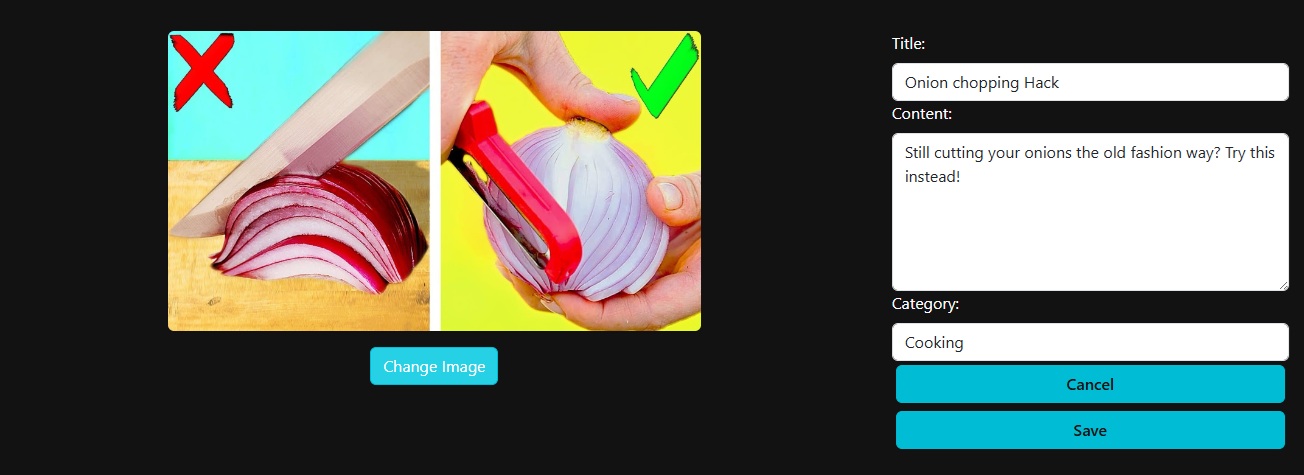 Title:
Onion chopping Hack
Content:
Still cutting your onions the old fashion way? Try this
instead!
Category:
Cooking
Change Image
Cancel
Save